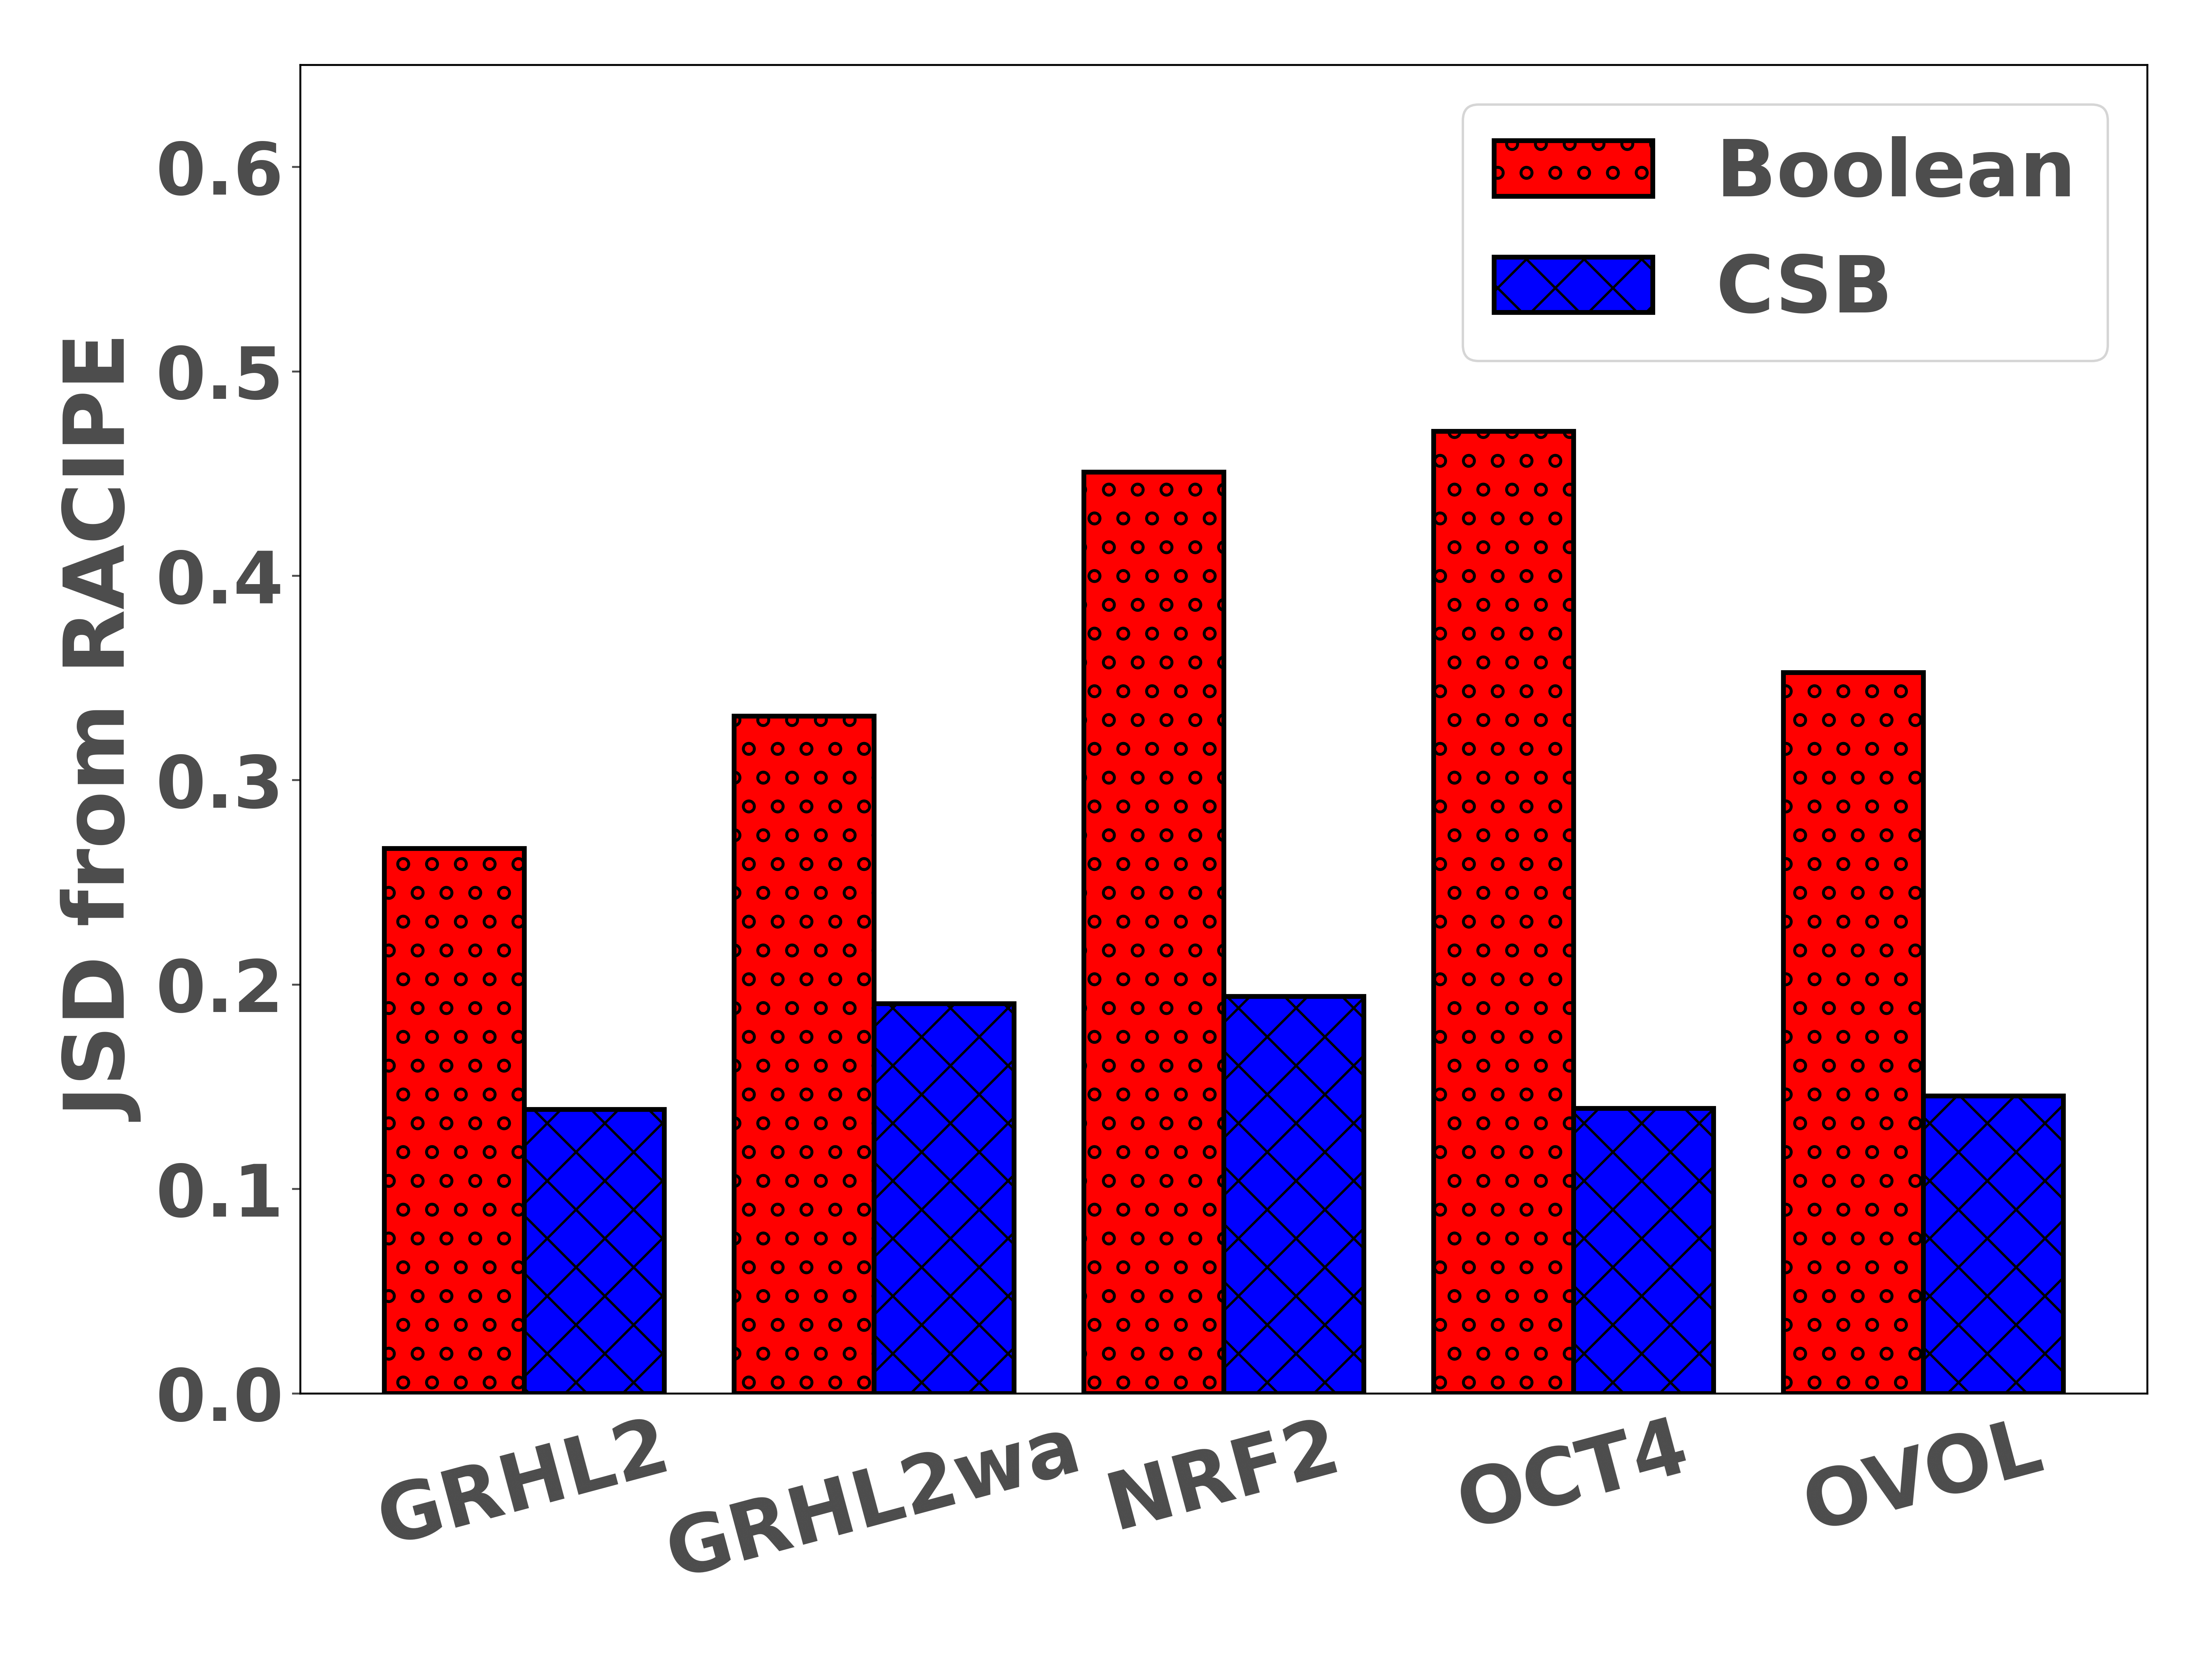 JSD from RACIPE
0.6
0.5
0.4
0.3
0.2
0.1
0.0
Boolean
CSB
GRHL2
GRHL2wa
NRF2
OCT4
OVOL